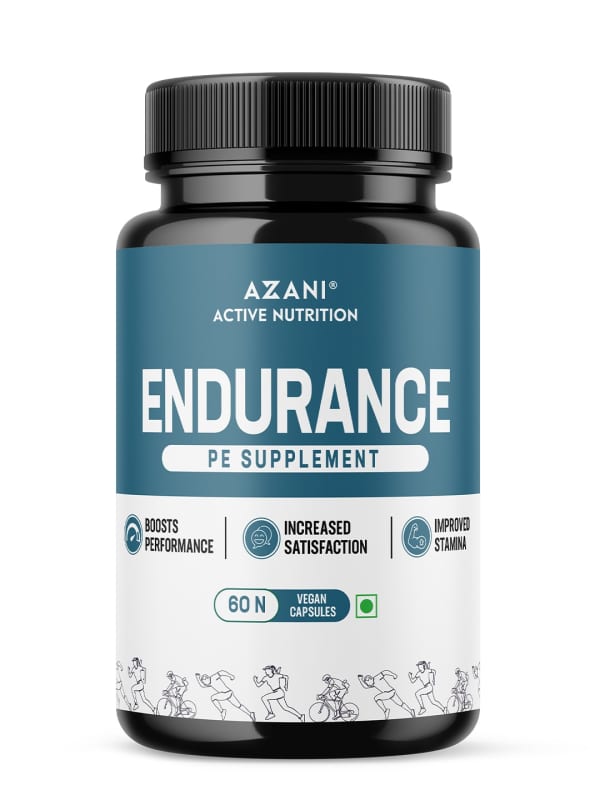 AZANI®
ACTIVE NUTRITION
ENDURANCE
PE SUPPLEMENT
BOOSTS
PERFORMANCE
INCREASED
SATISFACTION
IMPROVED
STAMINA
60 N
VEGAN
CAPSULES